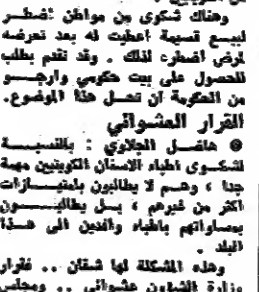 وهناك شكوى من مواطن اضطر
لبيع قسيمة أعطيت له بعد تعرضه
لمرض اضطره لذلك . وقد تقدم بطلب
للحصول على بيت حكومي وارجو
من الحكومة ان تحل هذا الموضوع.
القرار العشوائي
هاضل الجلاوي : بالنسبة
لشكوى اطباء الاسنان الكويتيين مهمة
جدا ، وهم لا يطالبون بامتيازات
اكثر من غيرهم ، بل يطالبون
بمساواتهم باطباء وافدين الى هذا
البلد .
وهذه المشكلة لها شقان .. فقرار
وزارة الشؤون عشوائي .. ومجلس